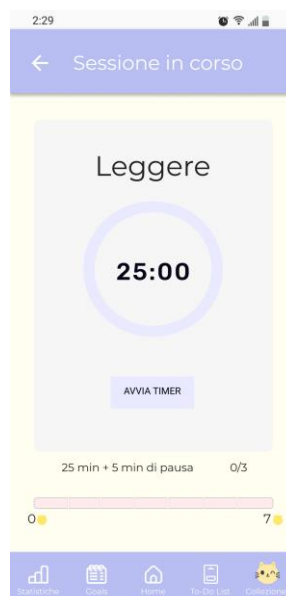 2:29
Sessione in corso
Leggere
25:00
AVVIA TIMER
25 min + 5 min di pausa 0/3
0 7
Statistiche Goals Home To-Do List Collezione